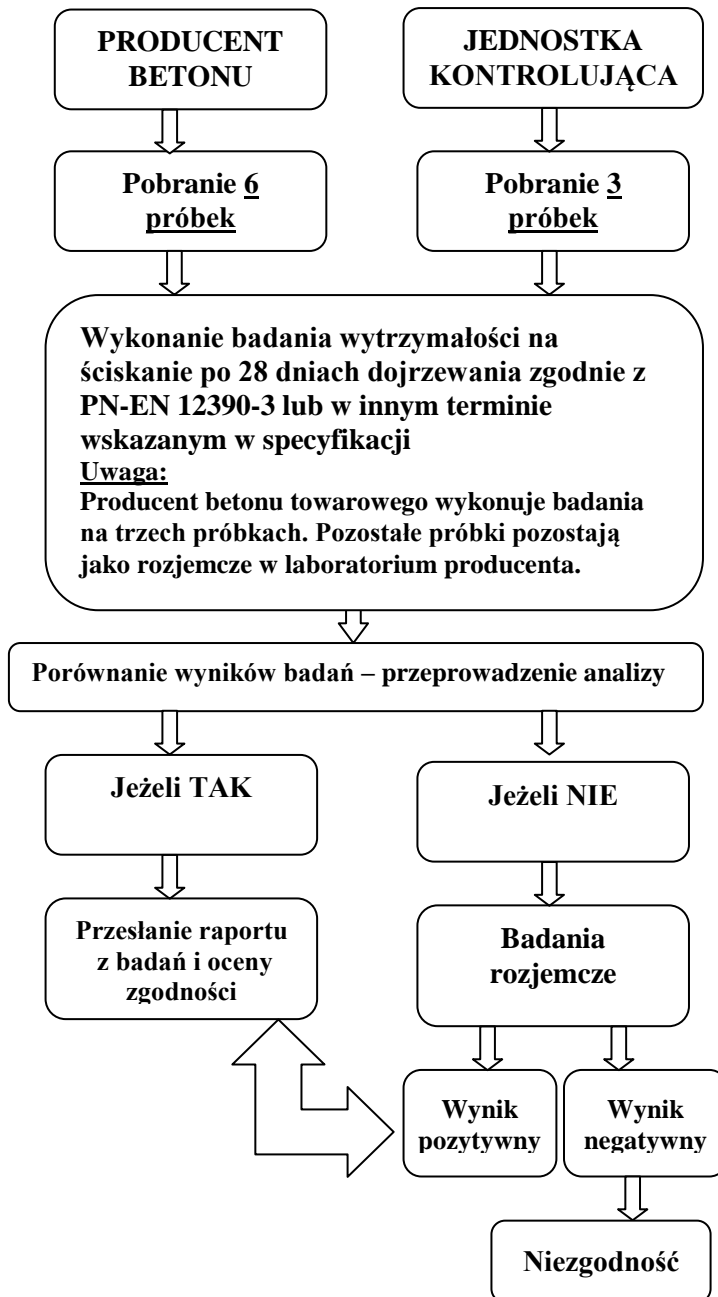 PRODUCENT
BETONU
JEDNOSTKA
KONTROLUJĄCA
Pobranie 6
próbek
Pobranie 3
próbek
Wykonanie badania wytrzymałości na
ściskanie po 28 dniach dojrzewania zgodnie z
PN-EN 12390-3 lub w innym terminie
wskazanym w specyfikacji
Uwaga:
Producent betonu towarowego wykonuje badania
na trzech próbkach. Pozostałe próbki pozostają
jako rozjemcze w laboratorium producenta.
Porównanie wyników badań – przeprowadzenie analizy
Jeżeli TAK
Jeżeli NIE
Przesłanie raportu
z badań i oceny
zgodności
Badania
rozjemcze
Wynik
pozytywny
Wynik
negatywny
Niezgodność